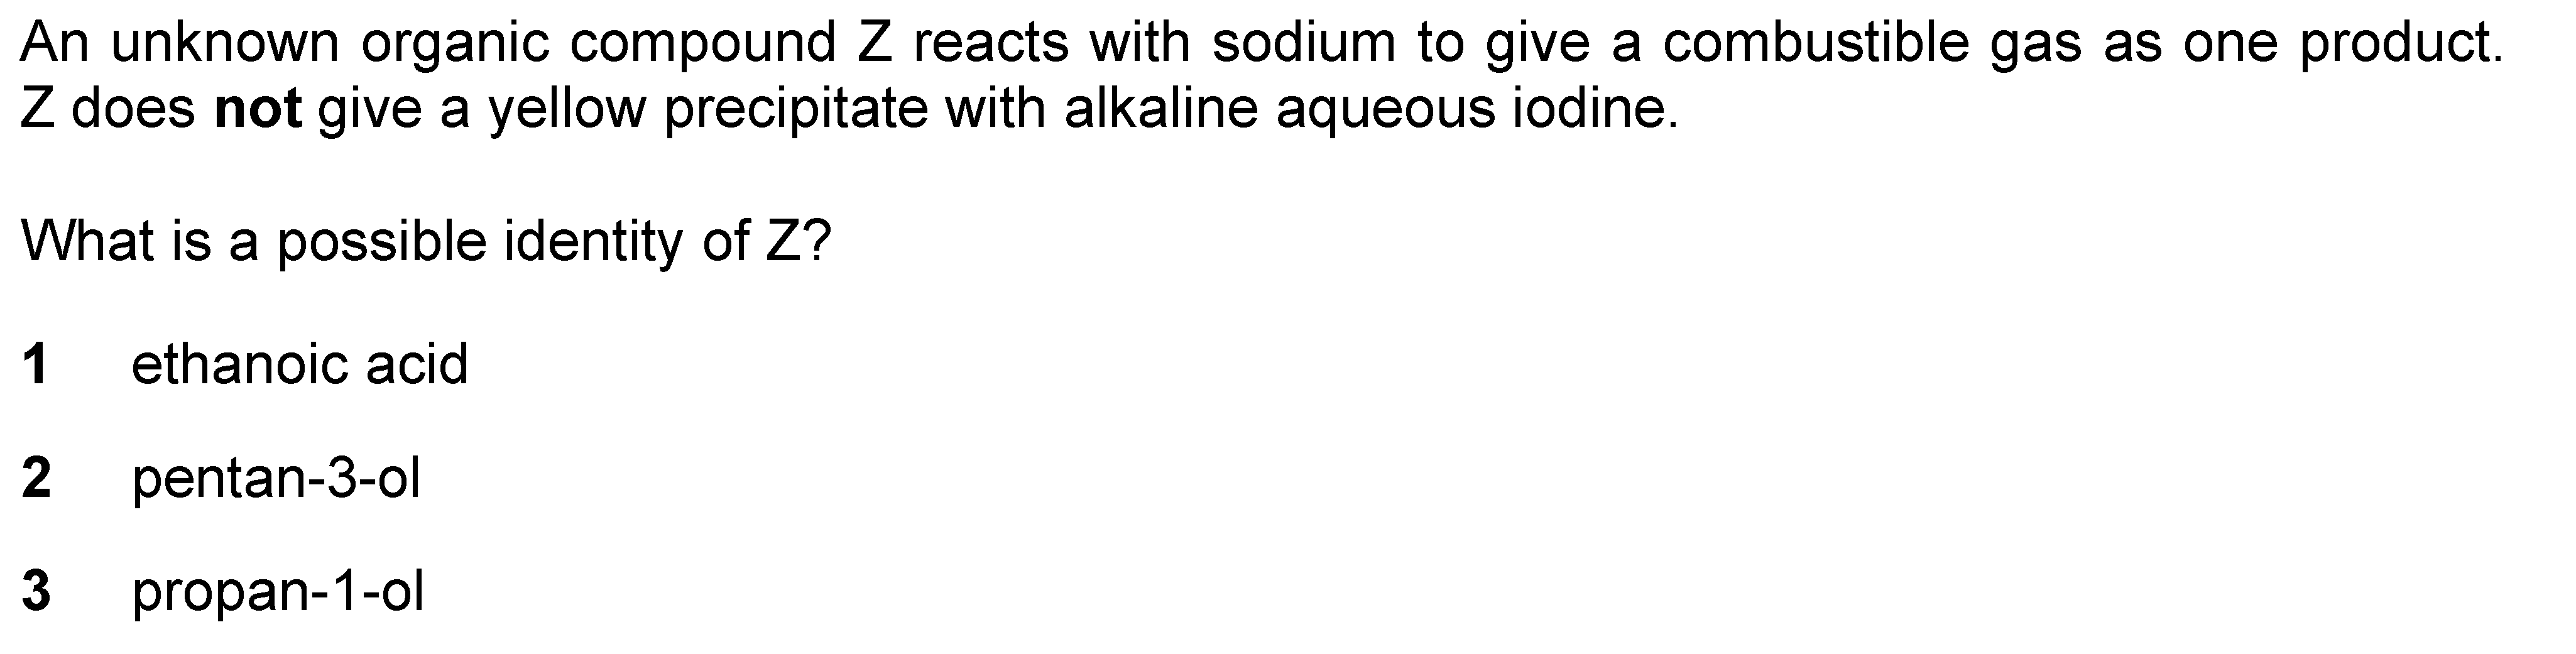 An unknown organic compound Z reacts with sodium to give a combustible gas as one product.
Z does not give a yellow precipitate with alkaline aqueous iodine.
What is a possible identity of Z?
1 ethanoic acid
2 pentan-3-ol
3 propan-1-ol